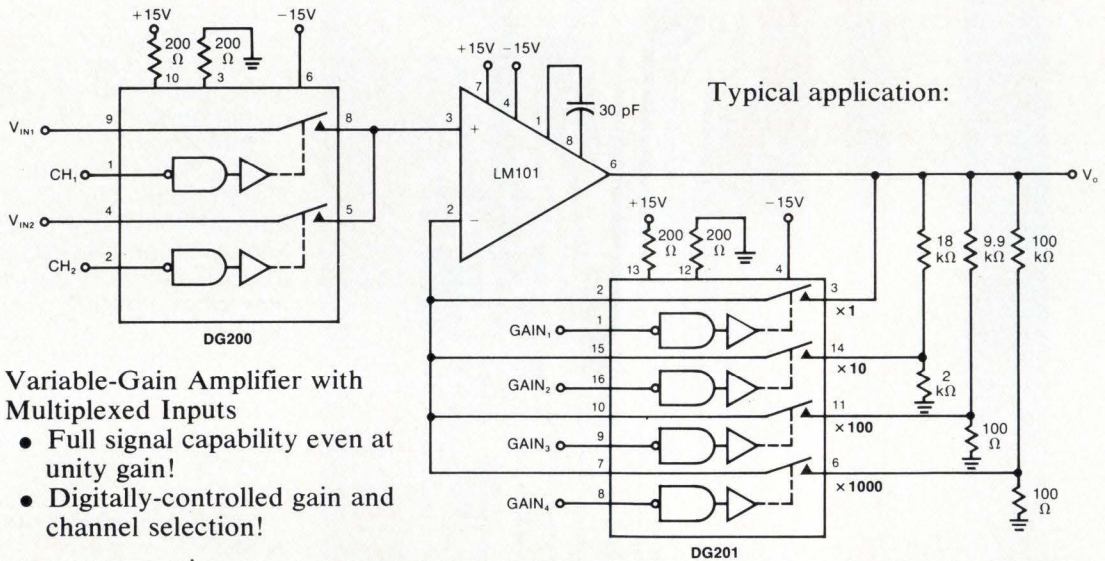 +15V
−15V
200 Ω
200 Ω
10
3
6
V_IN1
9
8
CH₁
1
V_IN2
4
5
CH₂
2
DG200
+15V −15V
7
4
1
30 pF
8
3
+
LM101
6
2
−
Typical application:
Vₒ
+15V
−15V
200 Ω
200 Ω
13
12
4
18 kΩ
9.9 kΩ
100 kΩ
2
3
×1
GAIN₁
1
15
14
×10
GAIN₂
16
2 kΩ
10
11
×100
GAIN₃
9
100 Ω
7
6
×1000
GAIN₄
8
100 Ω
DG201
Variable-Gain Amplifier with
Multiplexed Inputs
● Full signal capability even at
unity gain!
● Digitally-controlled gain and
channel selection!